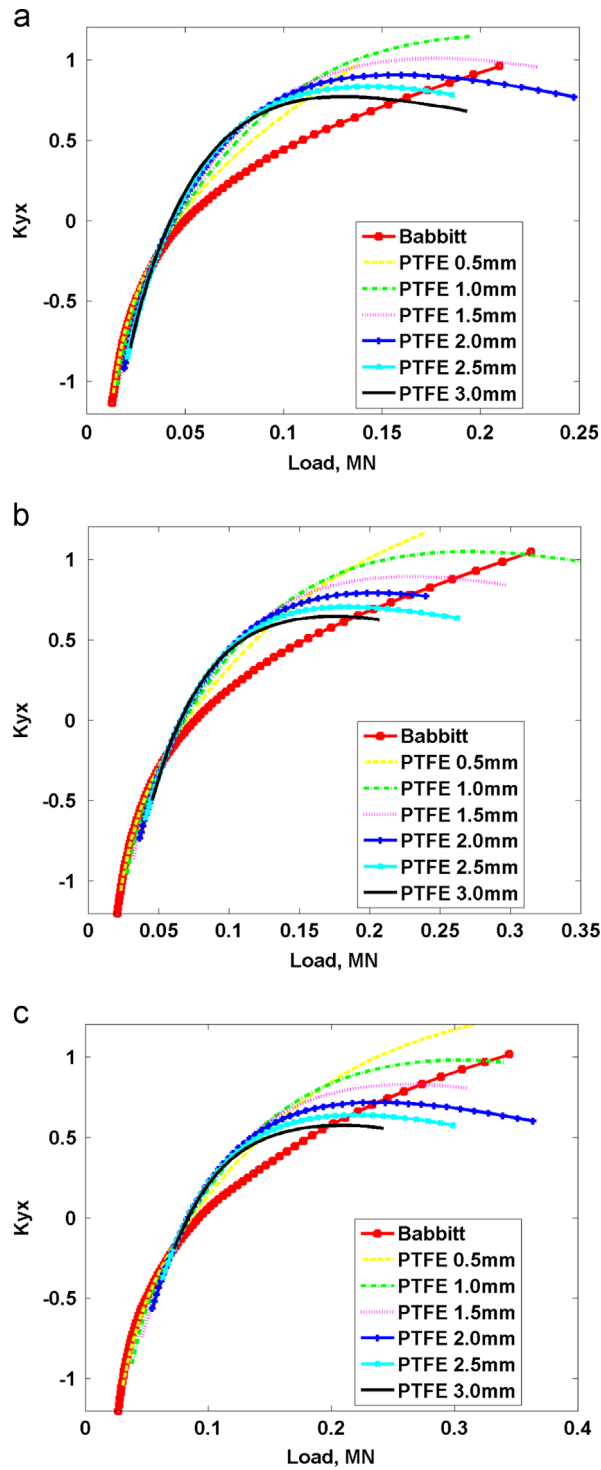 a
1
0.5
0
-0.5
-1
Kyx
Babbitt
PTFE 0.5mm
PTFE 1.0mm
PTFE 1.5mm
PTFE 2.0mm
PTFE 2.5mm
PTFE 3.0mm
0 0.05 0.1 0.15 0.2 0.25
Load, MN
b
1
0.5
0
-0.5
-1
Kyx
Babbitt
PTFE 0.5mm
PTFE 1.0mm
PTFE 1.5mm
PTFE 2.0mm
PTFE 2.5mm
PTFE 3.0mm
0 0.05 0.1 0.15 0.2 0.25 0.3 0.35
Load, MN
c
1
0.5
0
-0.5
-1
Kyx
Babbitt
PTFE 0.5mm
PTFE 1.0mm
PTFE 1.5mm
PTFE 2.0mm
PTFE 2.5mm
PTFE 3.0mm
0 0.1 0.2 0.3 0.4
Load, MN